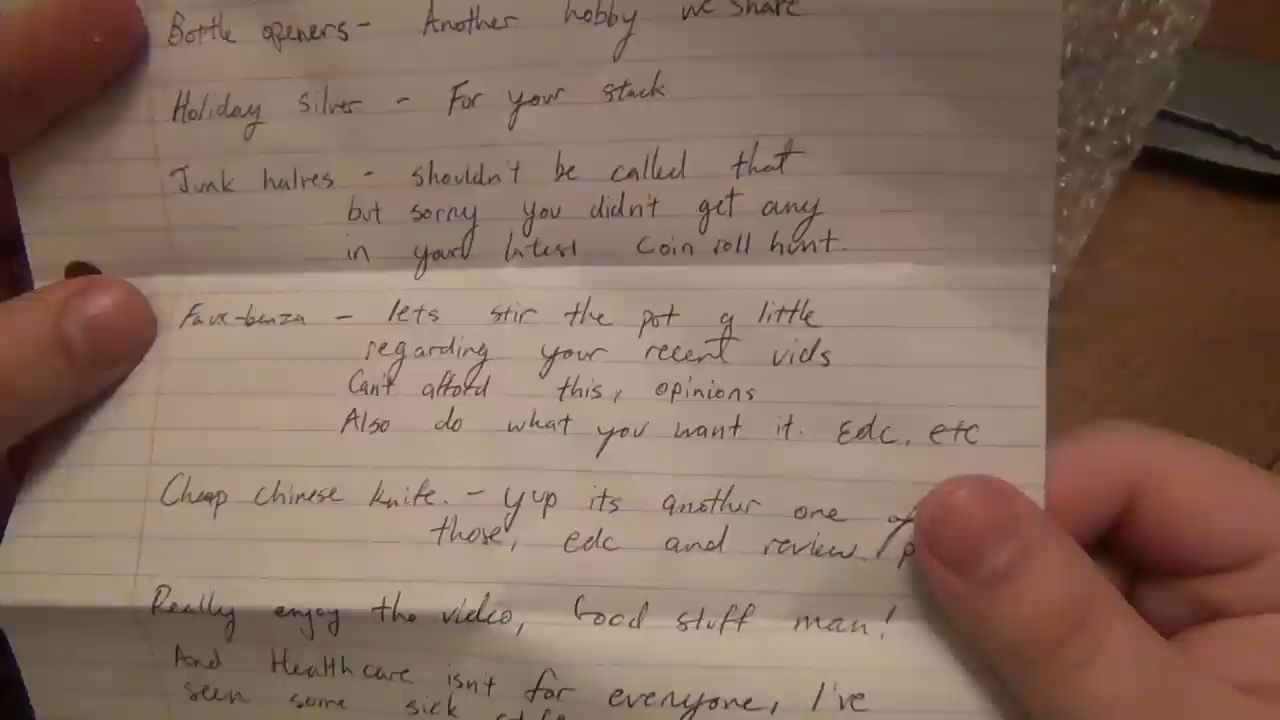 Bottle openers - Another hobby we share
Holiday silver - For your stack
Junk halves - shouldn't be called that
but sorry you didn't get any
in your latest coin roll hunt.
Faux-benza - lets stir the pot a little
regarding your recent vids
Can't afford this, opinions
Also do what you want it. Edc, etc
Cheap chinese knife. - yup its another one of
those, edc and review.
Really enjoy the video, Good stuff man!
And Healthcare isn't for everyone, I've
seen some sick